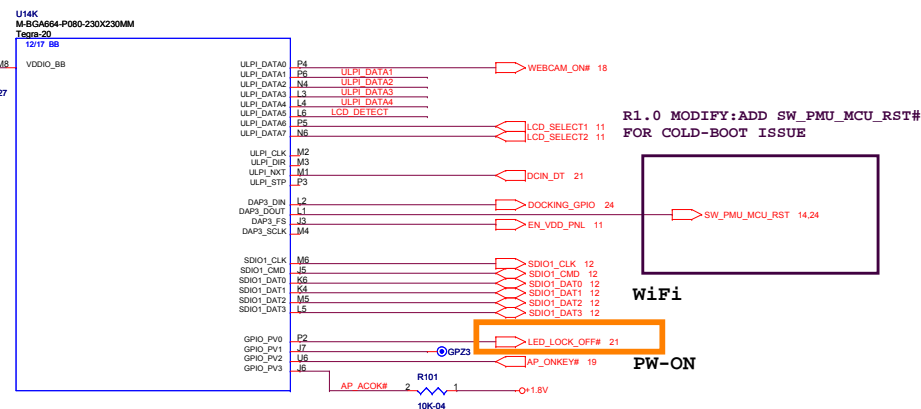 U14K
M-BGA664-P080-230X230MM
Tegra-20
12/17 BB
M8 VDDIO_BB
27
ULPI_DATA0 P4 WEBCAM_ON# 18
ULPI_DATA1 P6 ULPI_DATA1
ULPI_DATA2 N4 ULPI_DATA2
ULPI_DATA3 L3 ULPI_DATA3
ULPI_DATA4 L4 ULPI_DATA4
ULPI_DATA5 L6 LCD_DETECT
ULPI_DATA6 P5 LCD_SELECT1 11
ULPI_DATA7 N6 LCD_SELECT2 11
R1.0 MODIFY:ADD SW_PMU_MCU_RST#
FOR COLD-BOOT ISSUE
ULPI_CLK M2
ULPI_DIR M3
ULPI_NXT M1 DCIN_DT 21
ULPI_STP P3
DAP3_DIN L2 DOCKING_GPIO 24
DAP3_DOUT L1 SW_PMU_MCU_RST 14,24
DAP3_FS J3 EN_VDD_PNL 11
DAP3_SCLK M4
SDIO1_CLK M6 SDIO1_CLK 12
SDIO1_CMD J5 SDIO1_CMD 12
SDIO1_DAT0 K6 SDIO1_DAT0 12
SDIO1_DAT1 K4 SDIO1_DAT1 12
SDIO1_DAT2 M5 SDIO1_DAT2 12
SDIO1_DAT3 L5 SDIO1_DAT3 12
WiFi
GPIO_PV0 P2 LED_LOCK_OFF# 21
GPIO_PV1 J7 GPZ3
GPIO_PV2 U6 AP_ONKEY# 19
GPIO_PV3 J6
PW-ON
R101
AP_ACOK# 2 1 +1.8V
10K-04